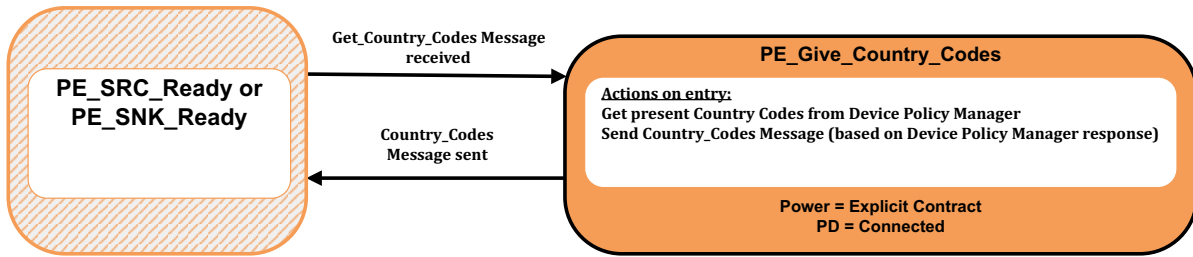 PE_SRC_Ready or
PE_SNK_Ready
Get_Country_Codes Message
received
Country_Codes
Message sent
PE_Give_Country_Codes
Actions on entry:
Get present Country Codes from Device Policy Manager
Send Country_Codes Message (based on Device Policy Manager response)
Power = Explicit Contract
PD = Connected